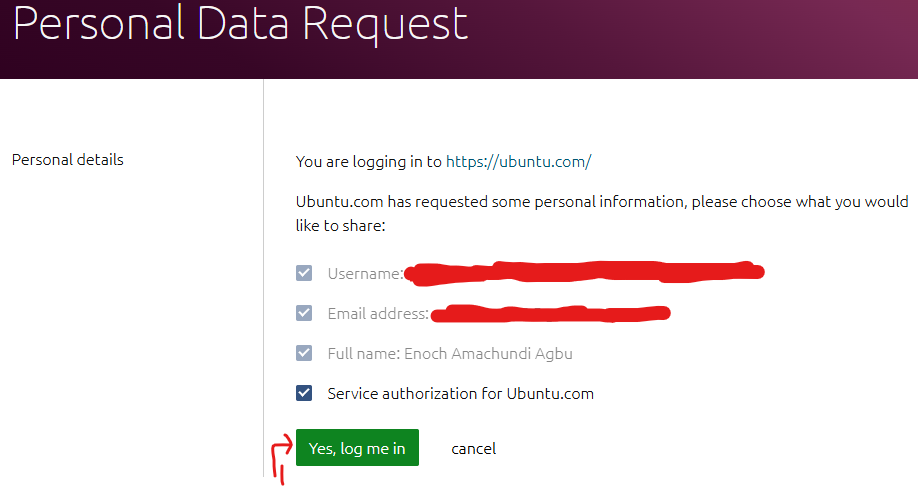 Personal Data Request
Personal details
You are logging in to https://ubuntu.com/
Ubuntu.com has requested some personal information, please choose what you would
like to share:
Username:
Email address:
Full name: Enoch Amachundi Agbu
Service authorization for Ubuntu.com
Yes, log me in
cancel